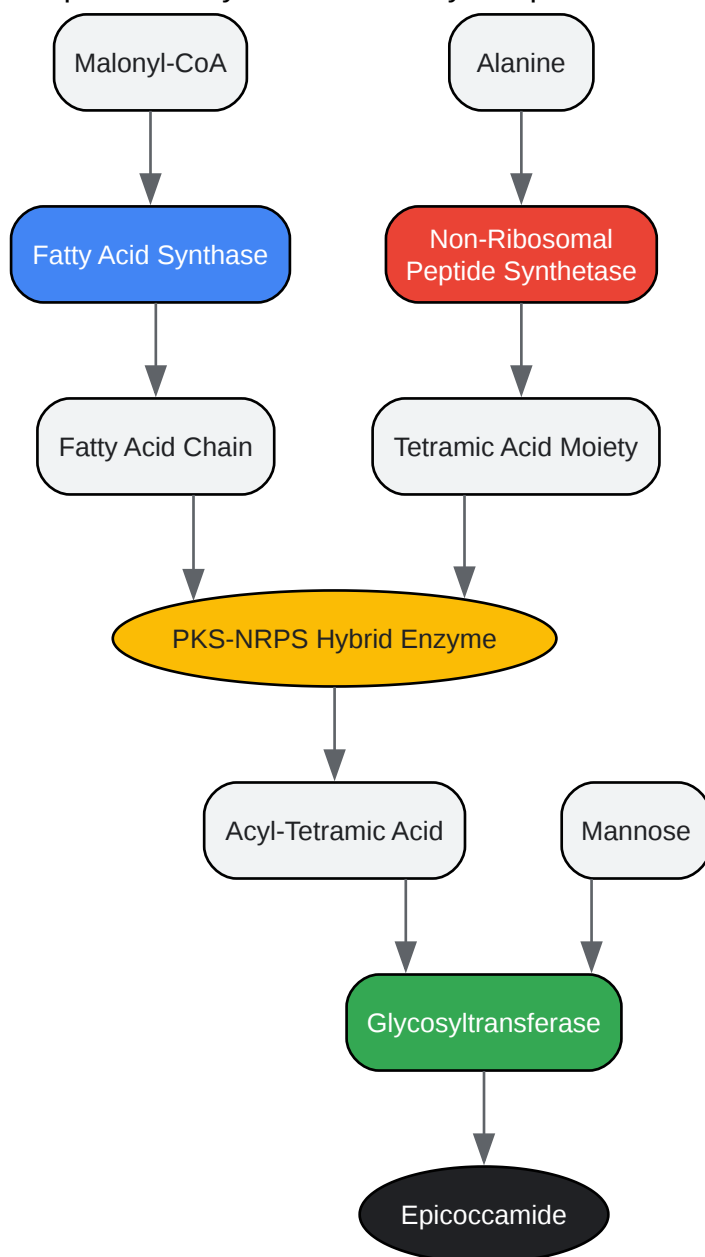 Malonyl-CoA
Alanine
Fatty Acid Synthase
Non-Ribosomal
Peptide Synthetase
Fatty Acid Chain
Tetramic Acid Moiety
PKS-NRPS Hybrid Enzyme
Acyl-Tetramic Acid
Mannose
Glycosyltransferase
Epicoccamide